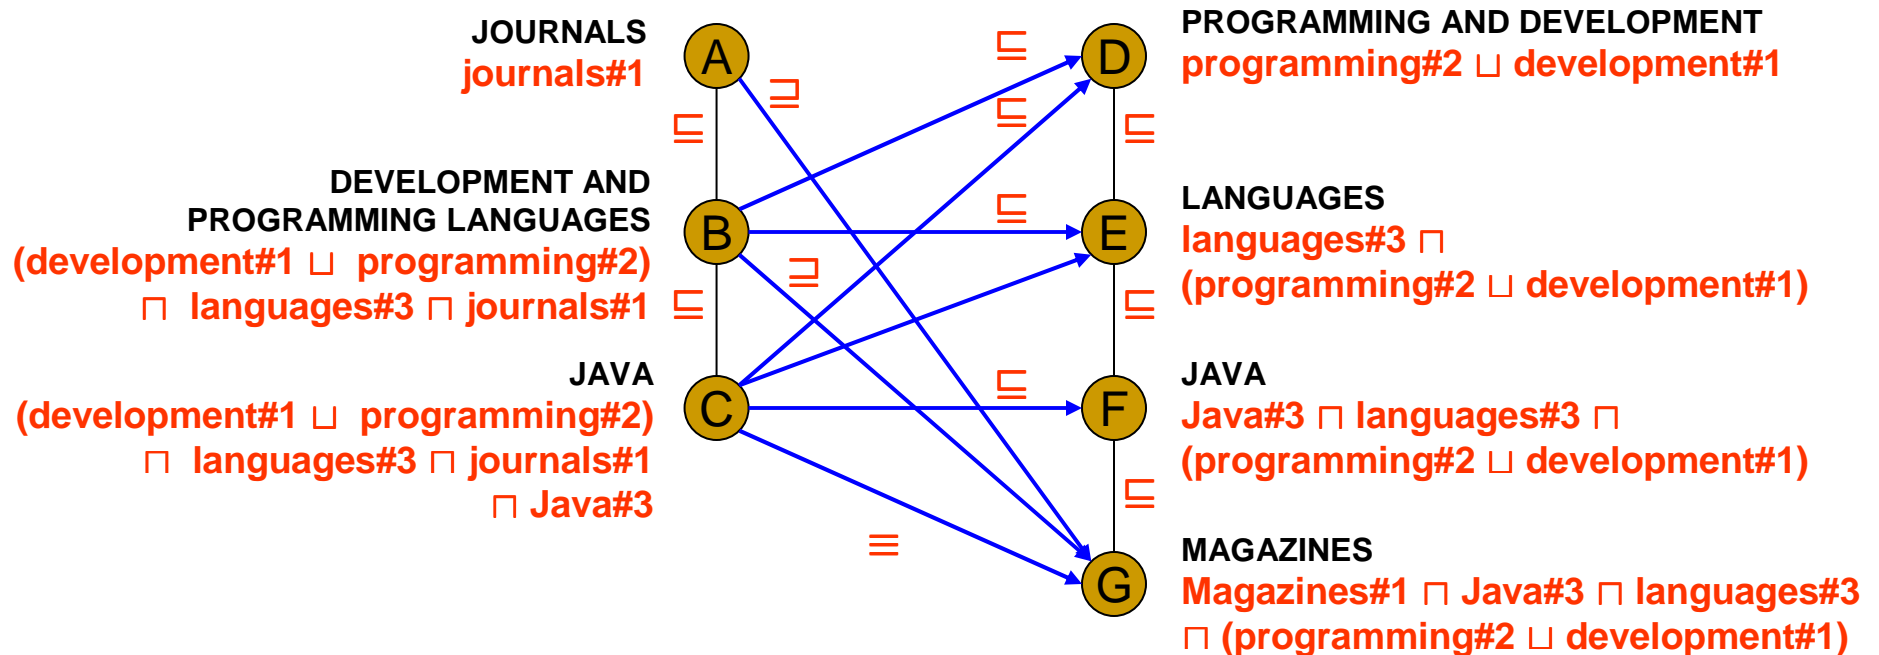 JOURNALS
journals#1
DEVELOPMENT AND
PROGRAMMING LANGUAGES
(development#1 ⊔ programming#2)
⊓ languages#3 ⊓ journals#1
JAVA
(development#1 ⊔ programming#2)
⊓ languages#3 ⊓ journals#1
⊓ Java#3
A
⊑
B
⊑
C
⊒
⊒
≡
⊑
⊑
⊑
⊑
D
⊑
E
⊑
F
⊑
G
PROGRAMMING AND DEVELOPMENT
programming#2 ⊔ development#1
LANGUAGES
languages#3 ⊓
(programming#2 ⊔ development#1)
JAVA
Java#3 ⊓ languages#3 ⊓
(programming#2 ⊔ development#1)
MAGAZINES
Magazines#1 ⊓ Java#3 ⊓ languages#3
⊓ (programming#2 ⊔ development#1)